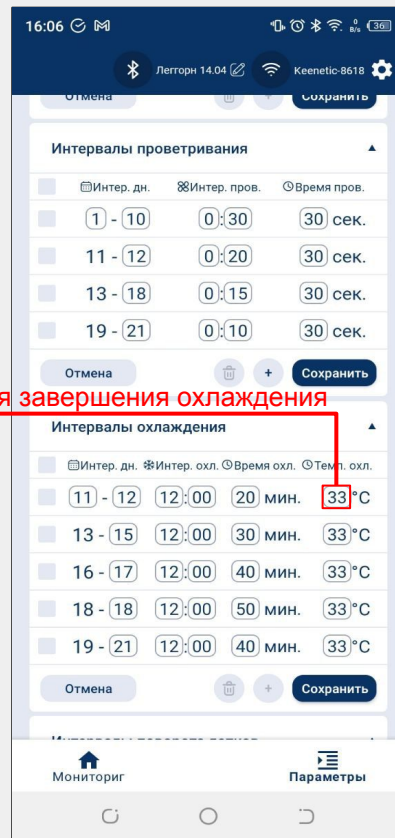 16:06 0 B/s 36
Леггорн 14.04 Keenetic-8618
Отмена + Сохранить
Интервалы проветривания
Интер. дн. Интер. пров. Время пров.
1 - 10 0:30 30 сек.
11 - 12 0:20 30 сек.
13 - 18 0:15 30 сек.
19 - 21 0:10 30 сек.
Отмена + Сохранить
я завершения охлаждения
Интервалы охлаждения
Интер. дн. Интер. охл. Время охл. Темп. охл.
11 - 12 12:00 20 мин. 33 °C
13 - 15 12:00 30 мин. 33 °C
16 - 17 12:00 40 мин. 33 °C
18 - 18 12:00 50 мин. 33 °C
19 - 21 12:00 40 мин. 33 °C
Отмена + Сохранить
Мониториг Параметры